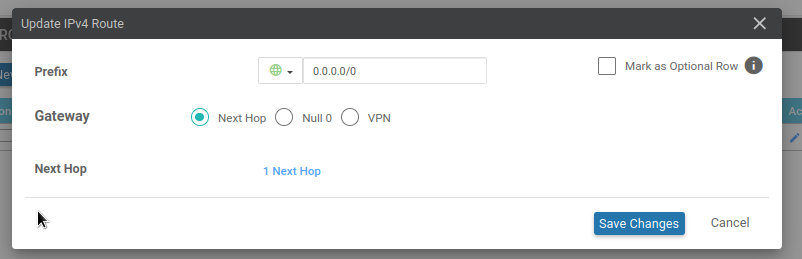 Update IPv4 Route
Prefix
0.0.0.0/0
Mark as Optional Row
Gateway
Next Hop
Null 0
VPN
Next Hop
1 Next Hop
Save Changes
Cancel